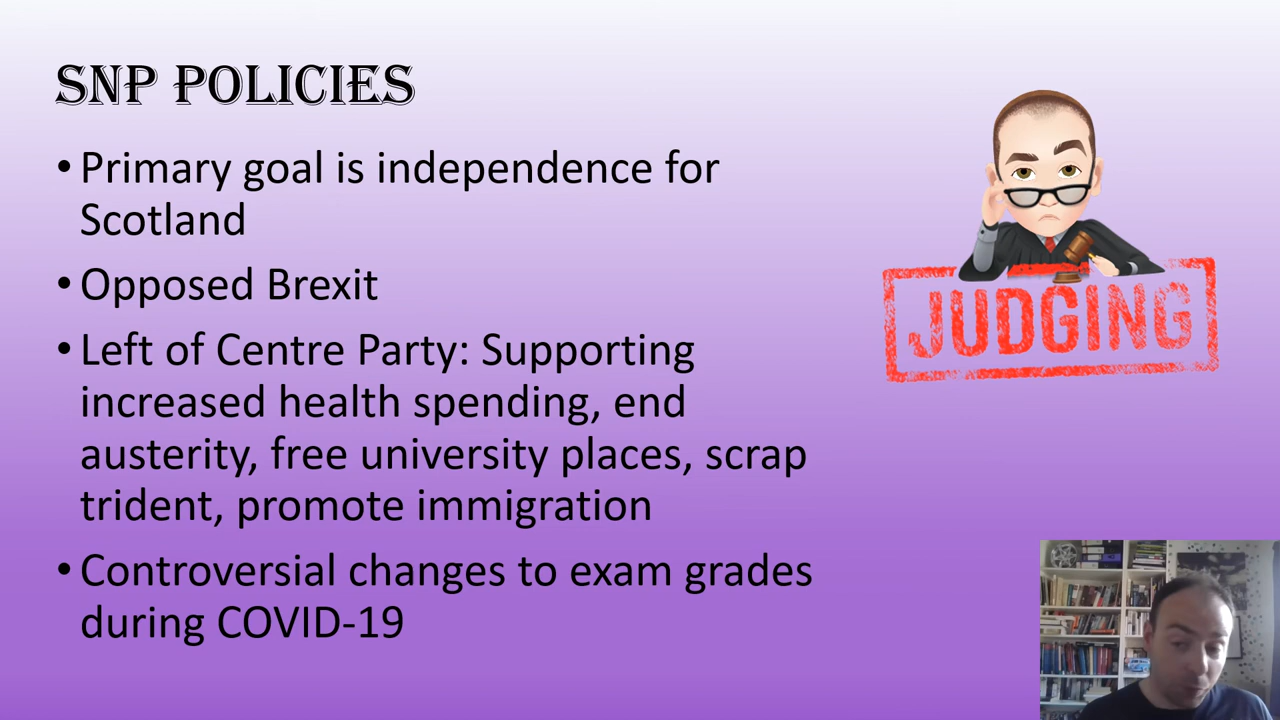 SNP POLICIES
• Primary goal is independence for
Scotland
• Opposed Brexit
• Left of Centre Party: Supporting
increased health spending, end
austerity, free university places, scrap
trident, promote immigration
• Controversial changes to exam grades
during COVID-19
JUDGING